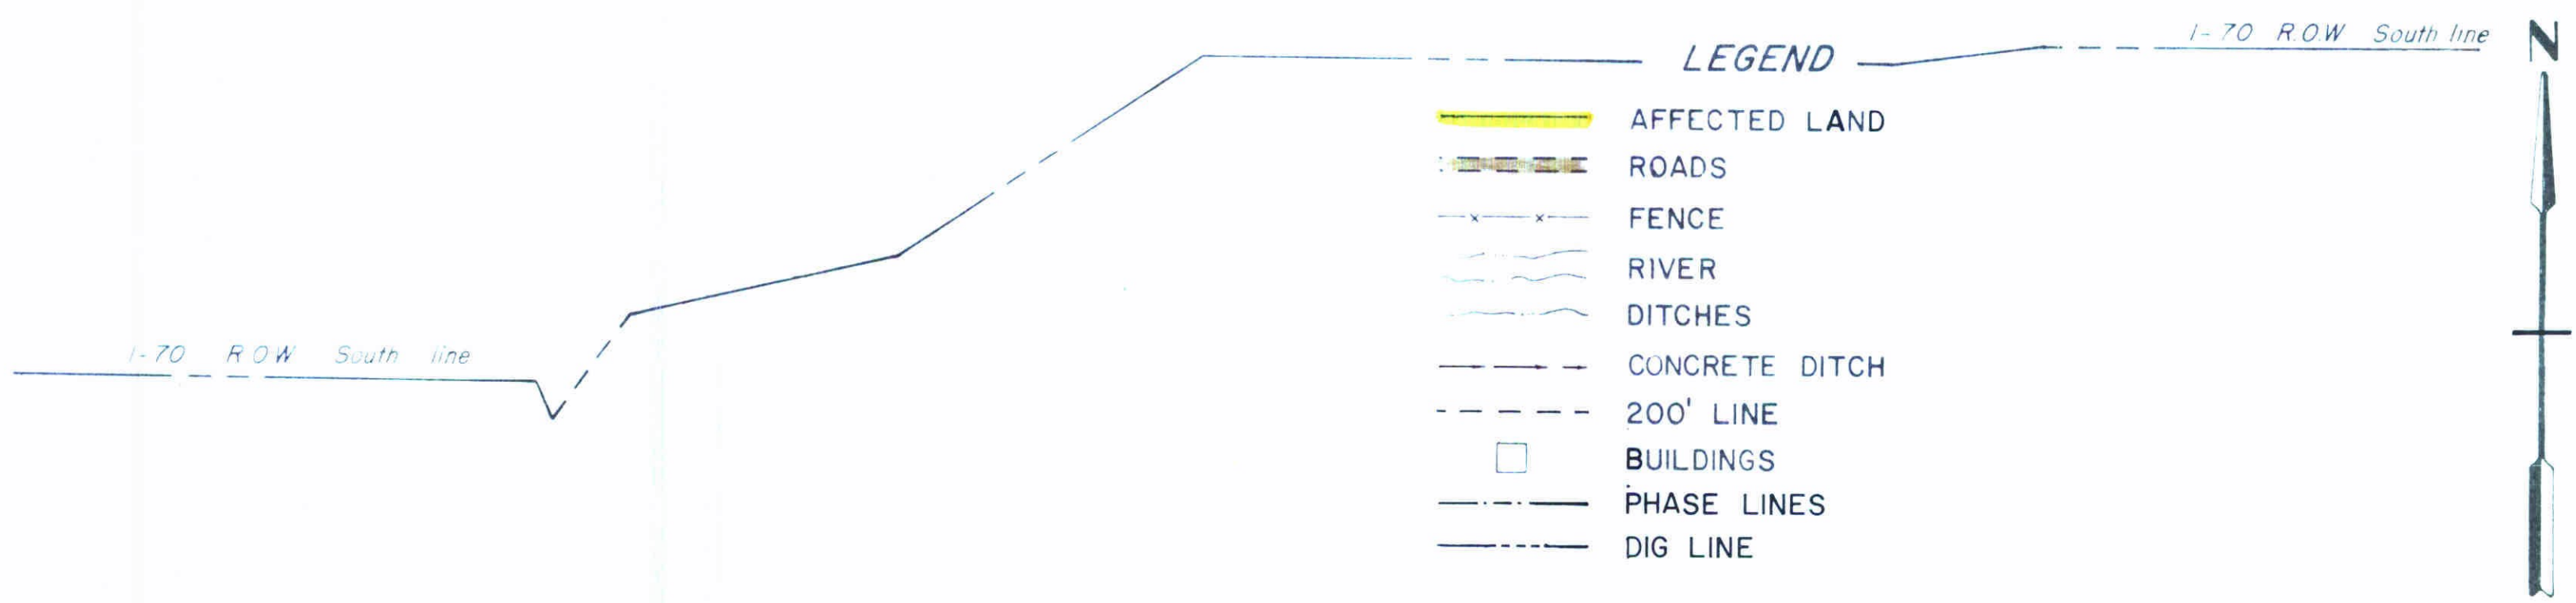 I-70 R.O.W South line
N
LEGEND
AFFECTED LAND
ROADS
FENCE
RIVER
DITCHES
I-70 R O W South line
CONCRETE DITCH
200' LINE
BUILDINGS
PHASE LINES
DIG LINE